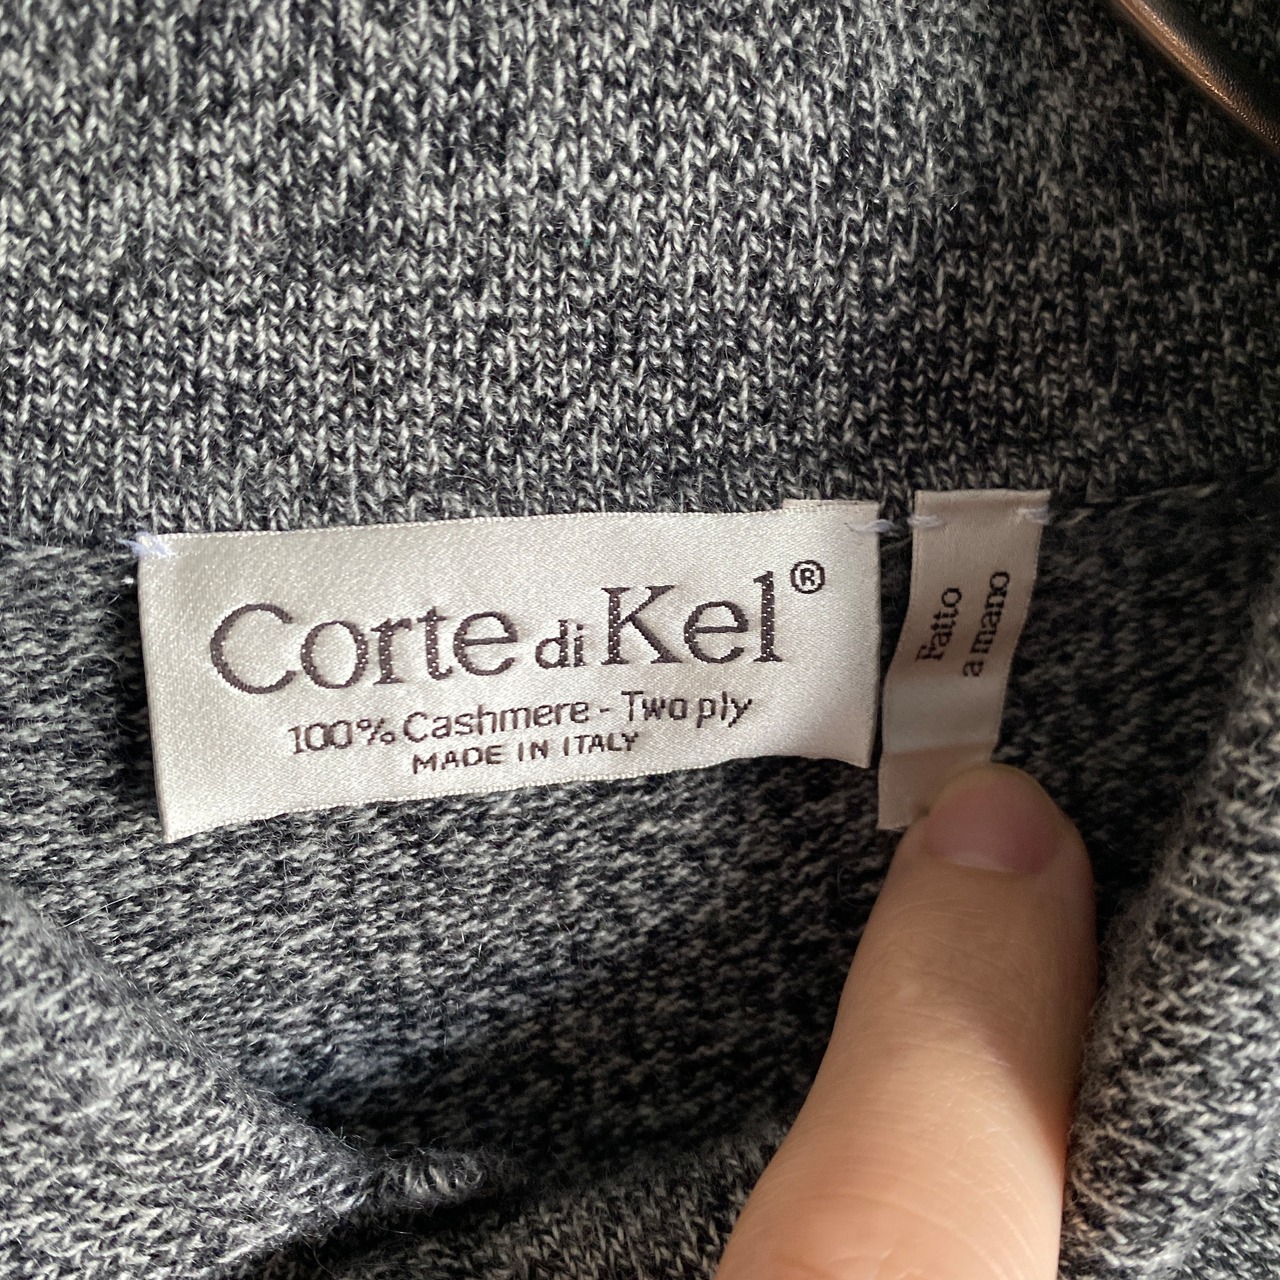 Corte di Kel®
100% Cashmere - Two ply
MADE IN ITALY
Fatto
a mano